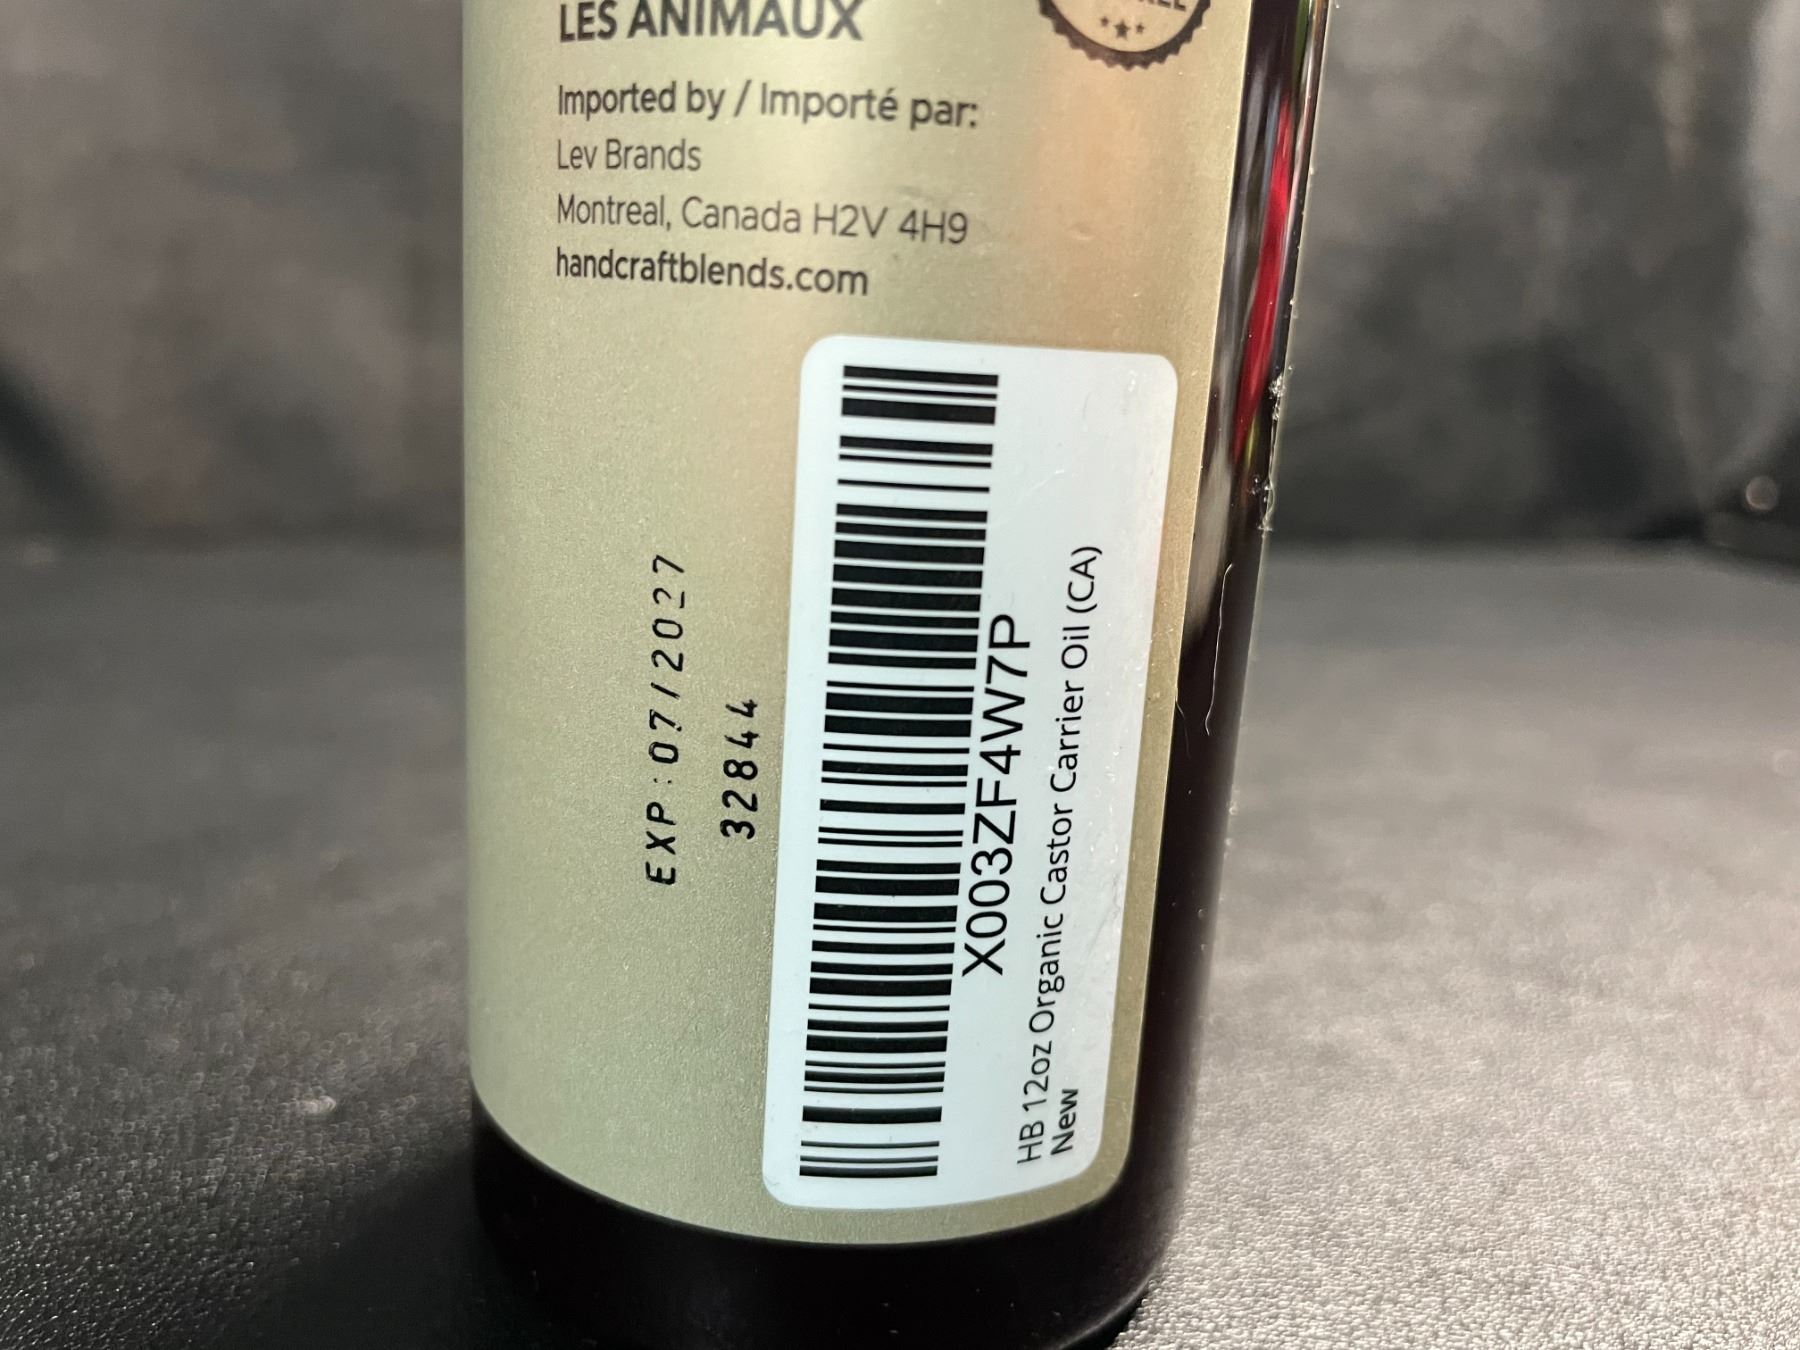 LES ANIMAUX
Imported by / Importé par:
Lev Brands
Montreal, Canada H2V 4H9
handcraftblends.com
EXP:07/2027
32844
X003ZF4W7P
HB 12oz Organic Castor Carrier Oil (CA)
New